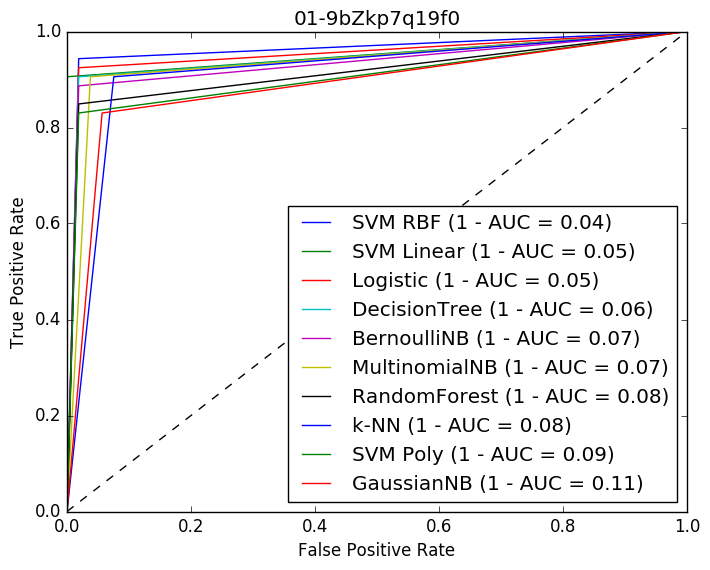 01-9bZkp7q19f0
1.0
0.8
0.6
0.4
0.2
0.0
True Positive Rate
SVM RBF (1 - AUC = 0.04)
SVM Linear (1 - AUC = 0.05)
Logistic (1 - AUC = 0.05)
DecisionTree (1 - AUC = 0.06)
BernoulliNB (1 - AUC = 0.07)
MultinomialNB (1 - AUC = 0.07)
RandomForest (1 - AUC = 0.08)
k-NN (1 - AUC = 0.08)
SVM Poly (1 - AUC = 0.09)
GaussianNB (1 - AUC = 0.11)
0.0 0.2 0.4 0.6 0.8 1.0
False Positive Rate